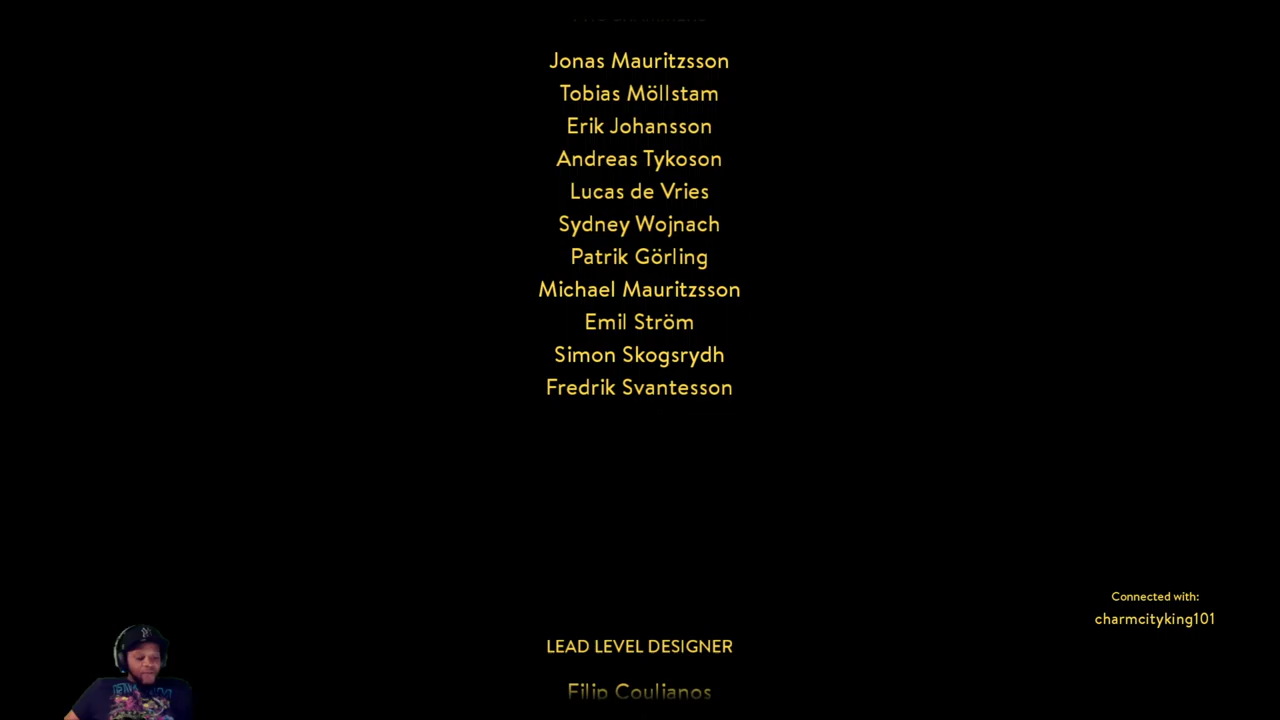 Jonas Mauritzsson
Tobias Möllstam
Erik Johansson
Andreas Tykoson
Lucas de Vries
Sydney Wojnach
Patrik Görling
Michael Mauritzsson
Emil Ström
Simon Skogsrydh
Fredrik Svantesson
Connected with:
charmcityking101
LEAD LEVEL DESIGNER
Filip Coulianos